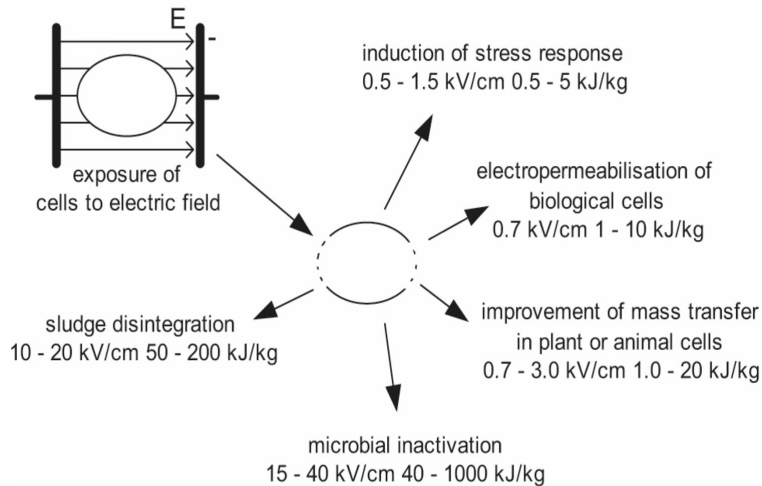 E
-
exposure of
cells to electric field
induction of stress response
0.5 - 1.5 kV/cm 0.5 - 5 kJ/kg
electropermeabilisation of
biological cells
0.7 kV/cm 1 - 10 kJ/kg
improvement of mass transfer
in plant or animal cells
0.7 - 3.0 kV/cm 1.0 - 20 kJ/kg
sludge disintegration
10 - 20 kV/cm 50 - 200 kJ/kg
microbial inactivation
15 - 40 kV/cm 40 - 1000 kJ/kg